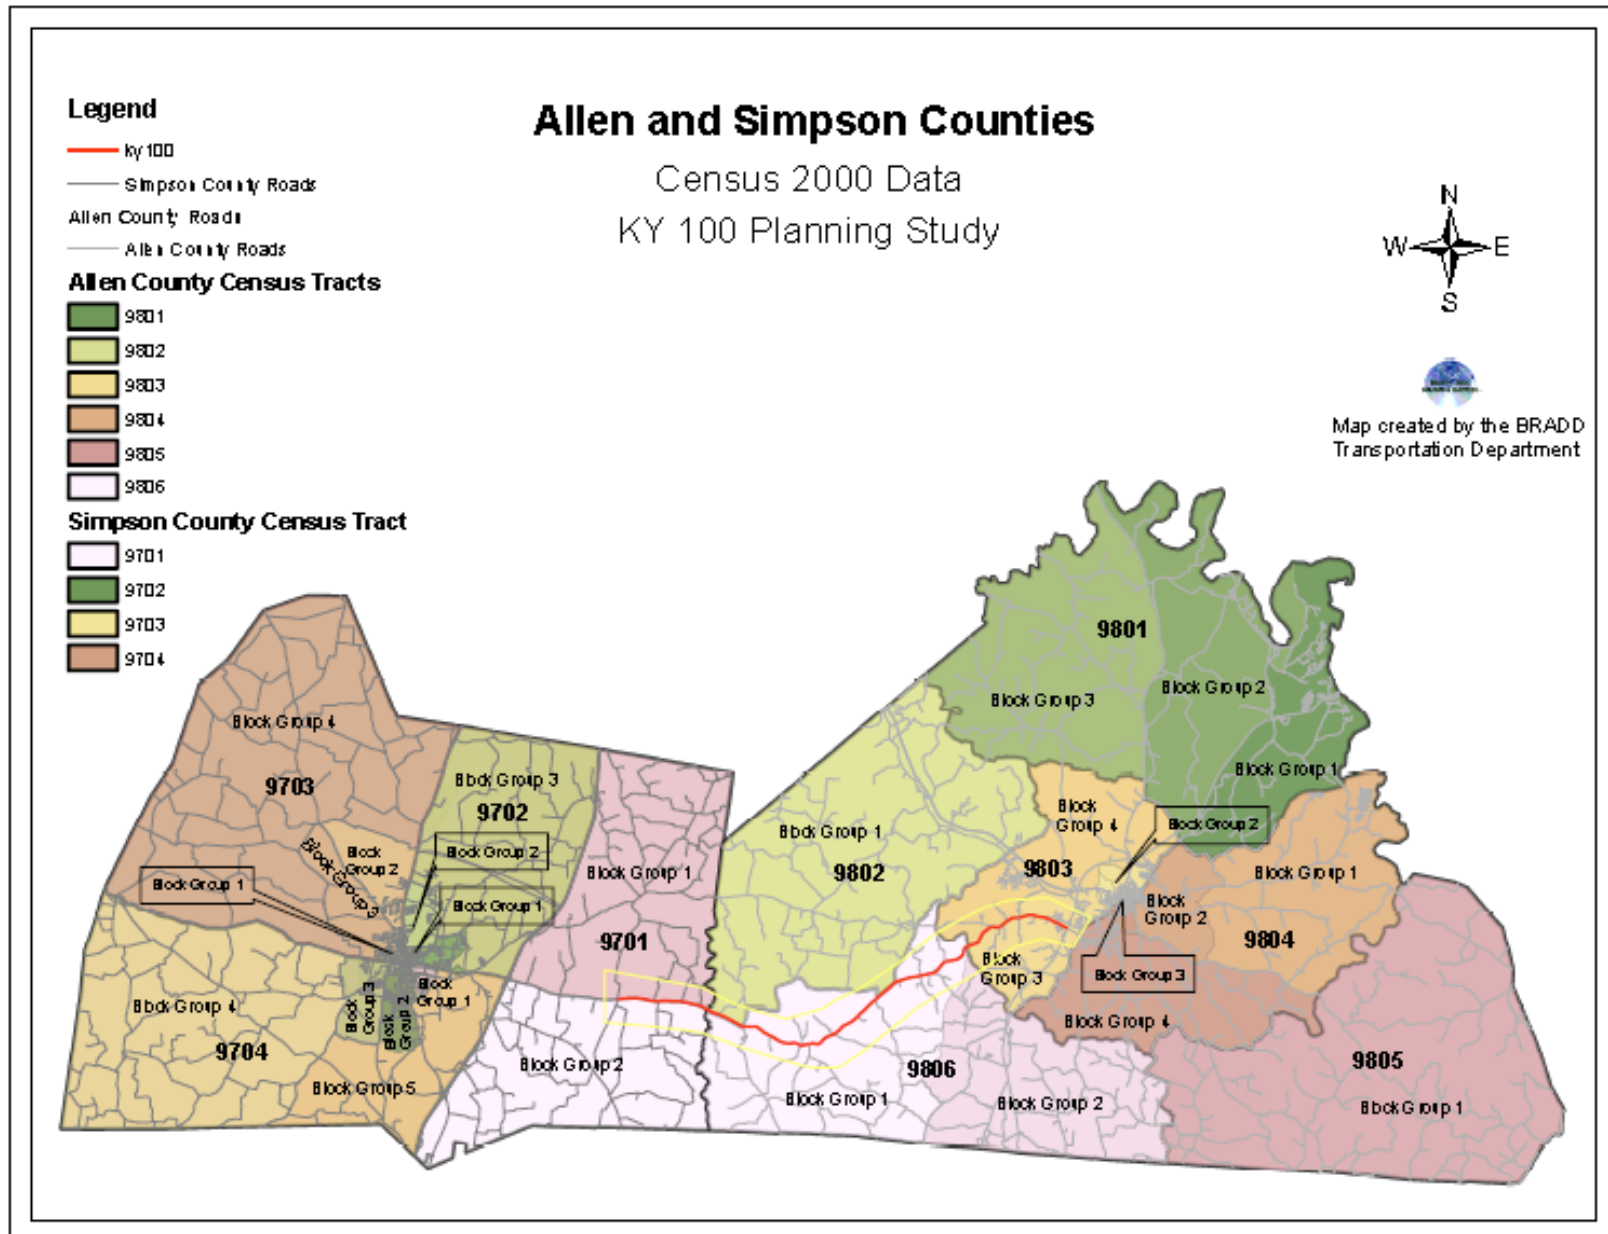 Allen and Simpson Counties
Census 2000 Data
KY 100 Planning Study
Legend
ky 100
Simpson County Roads
Allen County Roads
Allen County Roads
Allen County Census Tracts
9801
9802
9803
9804
9805
9806
Simpson County Census Tract
9701
9702
9703
9704
N
W
E
S
Map created by the BRADD
Transportation Department
9801
Block Group 3
Block Group 2
Block Group 1
Block Group 4
9703
Block Group 3
9702
Block Group 2
Block Group 1
Block
Group 2
Block Group 3
Block Group 1
Block Group 1
9701
Block Group 1
9802
Block
Group 4
Block Group 2
9803
Block
Group 3
Block Group 1
Block
Group 2
9804
Block Group 3
Block Group 4
Block Group 4
9704
Block
Group 3
Block
Group 2
Block
Group 1
Block Group 5
Block Group 2
9806
Block Group 1
Block Group 2
9805
Block Group 1